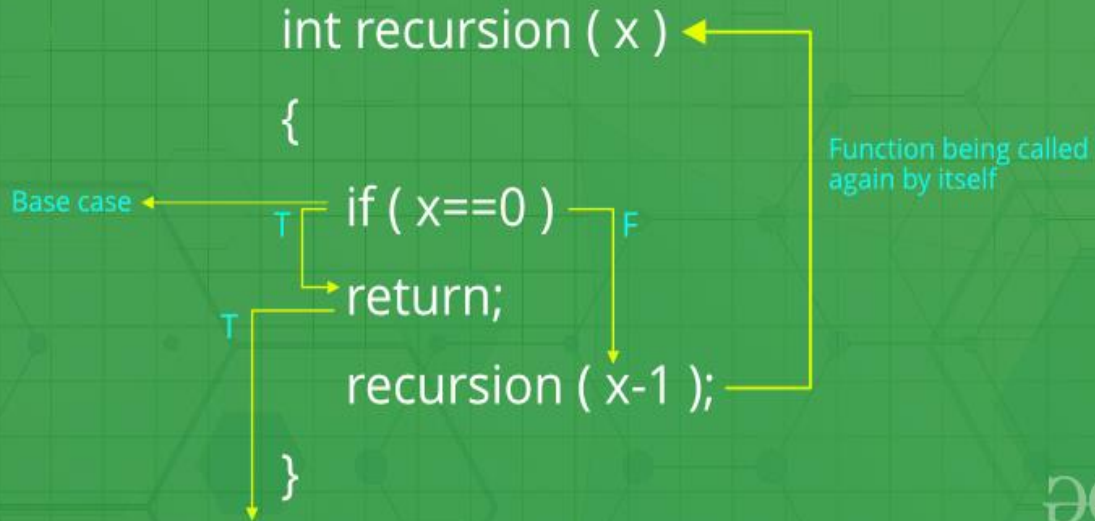 int recursion ( x )
{
Function being called
again by itself
Base case
if ( x==0 )
T
F
return;
T
recursion ( x-1 );
}